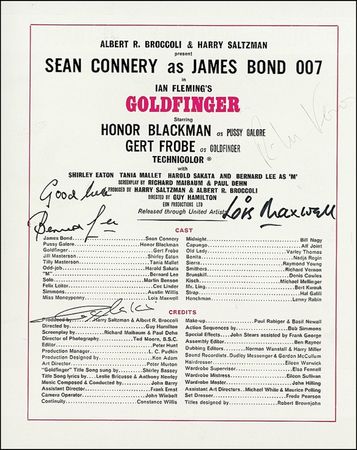 ALBERT R. BROCCOLI & HARRY SALTZMAN
present
SEAN CONNERY as JAMES BOND 007
in
IAN FLEMING'S
GOLDFINGER
Starring
HONOR BLACKMAN as PUSSY GALORE
GERT FROBE as GOLDFINGER
TECHNICOLOR ®
with
SHIRLEY EATON TANIA MALLET HAROLD SAKATA and BERNARD LEE AS 'M'
SCREENPLAY BY RICHARD MAIBAUM & PAUL DEHN
PRODUCED BY HARRY SALTZMAN & ALBERT R. BROCCOLI
DIRECTED BY GUY HAMILTON
EON PRODUCTIONS LTD
Released through United Artists
Good luck
Bernard Lee
Lois Maxwell
CAST
James Bond Sean Connery
Pussy Galore Honor Blackman
Goldfinger Gert Frobe
Jill Masterson Shirley Eaton
Tilly Masterson Tania Mallet
Odd-job Harold Sakata
"M" Bernard Lee
Solo Martin Benson
Felix Leiter Cec Linder
Simmons Austin Willis
Miss Moneypenny Lois Maxwell
Midnight Bill Nagy
Capungo Alf Joint
Old Lady Varley Thomas
Bonita Nadja Regin
Sierra Raymond Young
Smithers Richard Vernon
Brunskill Denis Cowles
Kisch Michael Mellinger
Mr. Ling Bert Kwouk
Strap Hal Galili
Henchman Lenny Rabin
CREDITS
Produced by Harry Saltzman & Albert R. Broccoli
Directed by Guy Hamilton
Screenplay by Richard Maibaum & Paul Dehn
Director of Photography Ted Moore, B.S.C.
Editor Peter Hunt
Production Manager L. C. Rudkin
Production Designed by Ken Adam
Art Director Peter Murton
"Goldfinger" Title Song sung by Shirley Bassey
Title Song lyrics by Leslie Bricusse & Anthony Newley
Music Composed & Conducted by John Barry
Assistant Director Frank Ernst
Camera Operator John Winbolt
Continuity Constance Willis
Make-up Paul Rabiger & Basil Newall
Action Sequences by Bob Simmons
Special Effects John Stears assisted by Frank George
Assembly Editor Ben Rayner
Dubbing Editors Norman Wanstall & Harry Miller
Sound Recordists Dudley Messenger & Gordon McCullum
Hairdresser Eileen Warwick
Wardrobe Supervisor Elsa Fennell
Wardrobe Mistress Eileen Sullivan
Wardrobe Master John Hilling
Assistant Art Directors Michael White & Maurice Pelling
Set Dresser Freda Pearson
Titles designed by Robert Brownjohn